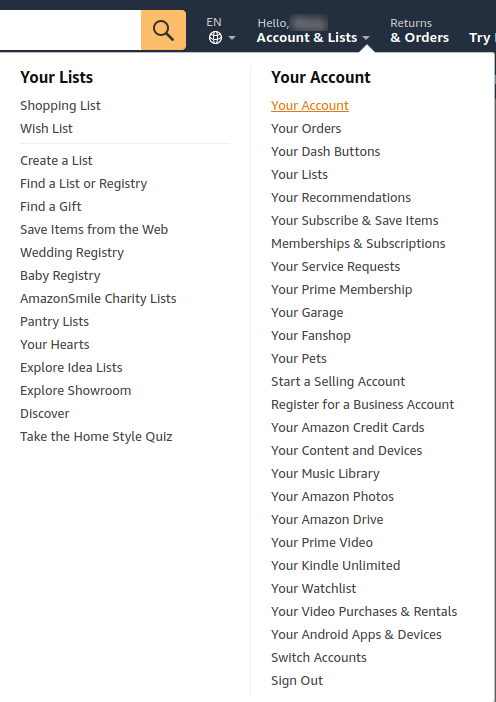 EN
Hello,
Account & Lists
Returns
& Orders
Try
Your Lists
Shopping List
Wish List
Create a List
Find a List or Registry
Find a Gift
Save Items from the Web
Wedding Registry
Baby Registry
AmazonSmile Charity Lists
Pantry Lists
Your Hearts
Explore Idea Lists
Explore Showroom
Discover
Take the Home Style Quiz
Your Account
Your Account
Your Orders
Your Dash Buttons
Your Lists
Your Recommendations
Your Subscribe & Save Items
Memberships & Subscriptions
Your Service Requests
Your Prime Membership
Your Garage
Your Fanshop
Your Pets
Start a Selling Account
Register for a Business Account
Your Amazon Credit Cards
Your Content and Devices
Your Music Library
Your Amazon Photos
Your Amazon Drive
Your Prime Video
Your Kindle Unlimited
Your Watchlist
Your Video Purchases & Rentals
Your Android Apps & Devices
Switch Accounts
Sign Out